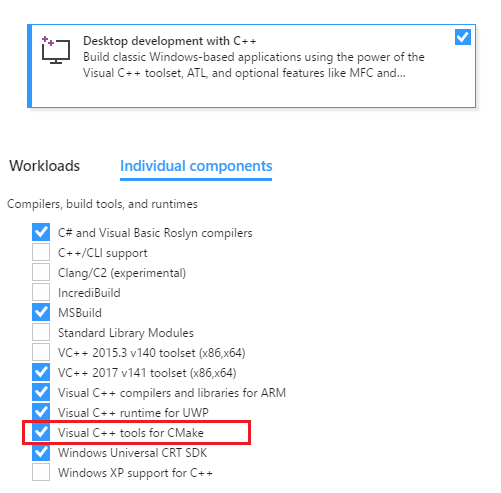 Desktop development with C++
Build classic Windows-based applications using the power of the
Visual C++ toolset, ATL, and optional features like MFC and...
Workloads Individual components
Compilers, build tools, and runtimes
C# and Visual Basic Roslyn compilers
C++/CLI support
Clang/C2 (experimental)
IncrediBuild
MSBuild
Standard Library Modules
VC++ 2015.3 v140 toolset (x86,x64)
VC++ 2017 v141 toolset (x86,x64)
Visual C++ compilers and libraries for ARM
Visual C++ runtime for UWP
Visual C++ tools for CMake
Windows Universal CRT SDK
Windows XP support for C++